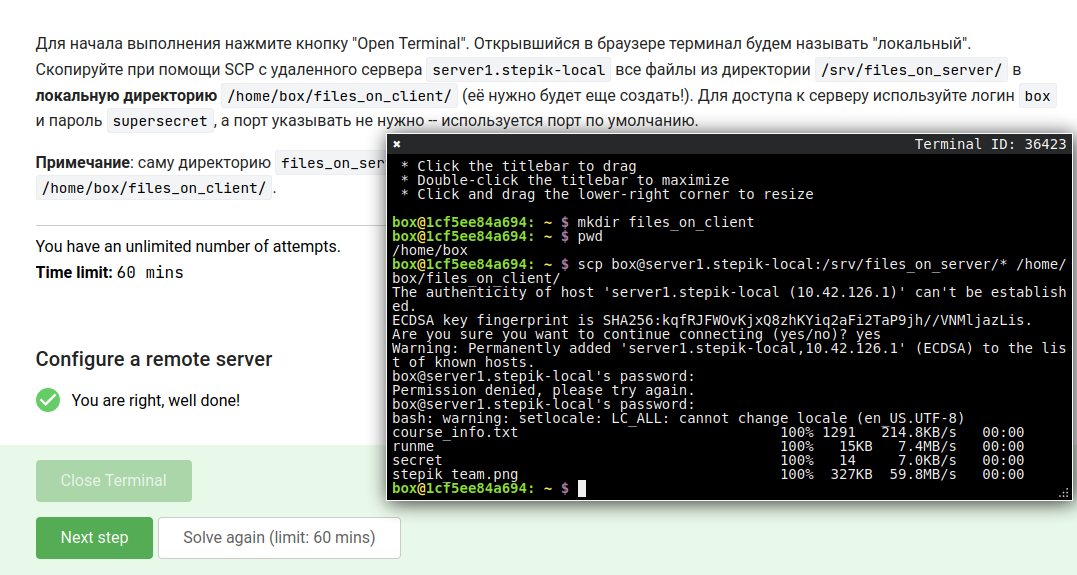 Для начала выполнения нажмите кнопку "Open Terminal". Открывшийся в браузере терминал будем называть "локальный".
Скопируйте при помощи SCP с удаленного сервера server1.stepik-local все файлы из директории /srv/files_on_server/ в
локальную директорию /home/box/files_on_client/ (её нужно будет еще создать!). Для доступа к серверу используйте логин box
и пароль supersecret, а порт указывать не нужно -- используется порт по умолчанию.
Примечание: саму директорию files_on_ser
/home/box/files_on_client/.
You have an unlimited number of attempts.
Time limit: 60 mins
Configure a remote server
You are right, well done!
Close Terminal
Next step
Solve again (limit: 60 mins)
✖ Terminal ID: 36423
* Click the titlebar to drag
* Double-click the titlebar to maximize
* Click and drag the lower-right corner to resize
box@1cf5ee84a694: ~ $ mkdir files_on_client
box@1cf5ee84a694: ~ $ pwd
/home/box
box@1cf5ee84a694: ~ $ scp box@server1.stepik-local:/srv/files_on_server/* /home/
box/files_on_client/
The authenticity of host 'server1.stepik-local (10.42.126.1)' can't be establish
ed.
ECDSA key fingerprint is SHA256:kqfRJFWOvKjxQ8zhKYiq2aFi2TaP9jh//VNMljazLis.
Are you sure you want to continue connecting (yes/no)? yes
Warning: Permanently added 'server1.stepik-local,10.42.126.1' (ECDSA) to the lis
t of known hosts.
box@server1.stepik-local's password:
Permission denied, please try again.
box@server1.stepik-local's password:
bash: warning: setlocale: LC_ALL: cannot change locale (en_US.UTF-8)
course_info.txt 100% 1291 214.8KB/s 00:00
runme 100% 15KB 7.4MB/s 00:00
secret 100% 14 7.0KB/s 00:00
stepik_team.png 100% 327KB 59.8MB/s 00:00
box@1cf5ee84a694: ~ $